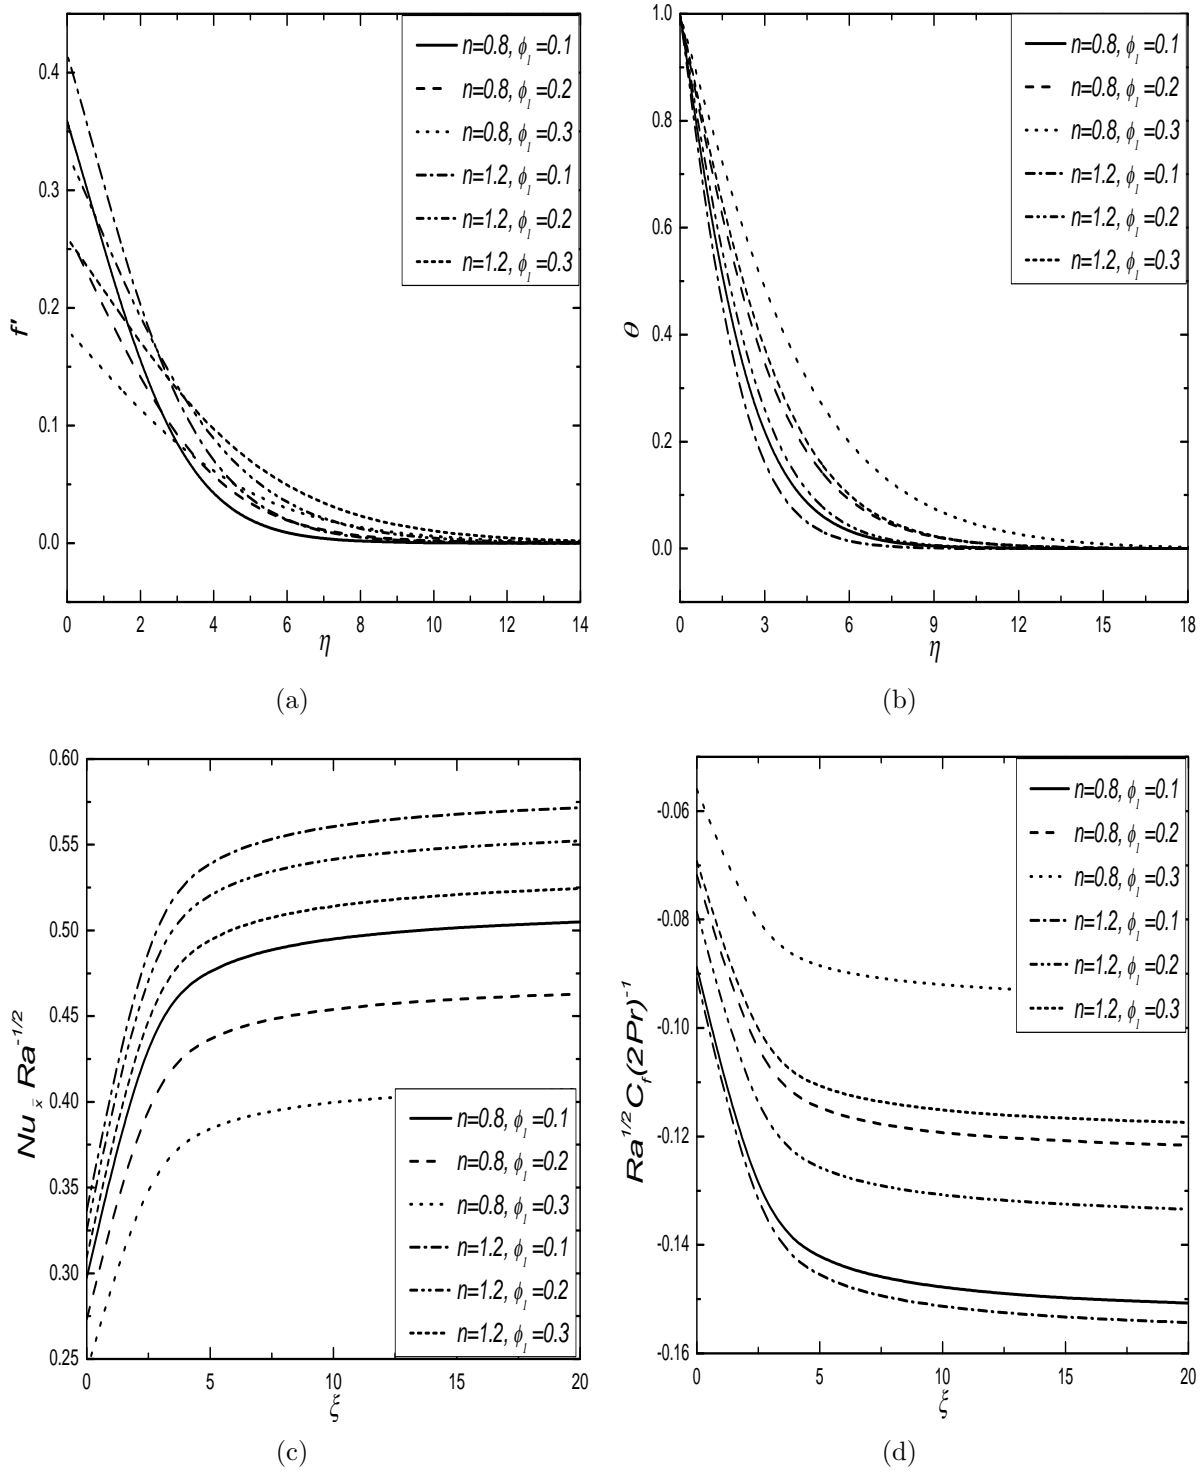 n=0.8, ϕ₁=0.1
n=0.8, ϕ₁=0.2
n=0.8, ϕ₁=0.3
n=1.2, ϕ₁=0.1
n=1.2, ϕ₁=0.2
n=1.2, ϕ₁=0.3
0.4
0.3
0.2
0.1
0.0
f'
0 2 4 6 8 10 12 14
η
(a)
n=0.8, ϕ₁=0.1
n=0.8, ϕ₁=0.2
n=0.8, ϕ₁=0.3
n=1.2, ϕ₁=0.1
n=1.2, ϕ₁=0.2
n=1.2, ϕ₁=0.3
1.0
0.8
0.6
0.4
0.2
0.0
θ
0 3 6 9 12 15 18
η
(b)
0.60
0.55
0.50
0.45
0.40
0.35
0.30
0.25
Nu_x̄ Ra^-1/2
n=0.8, ϕ₁=0.1
n=0.8, ϕ₁=0.2
n=0.8, ϕ₁=0.3
n=1.2, ϕ₁=0.1
n=1.2, ϕ₁=0.2
n=1.2, ϕ₁=0.3
0 5 10 15 20
ξ
(c)
n=0.8, ϕ₁=0.1
n=0.8, ϕ₁=0.2
n=0.8, ϕ₁=0.3
n=1.2, ϕ₁=0.1
n=1.2, ϕ₁=0.2
n=1.2, ϕ₁=0.3
-0.06
-0.08
-0.10
-0.12
-0.14
-0.16
Ra^1/2 C_f(2Pr)^-1
0 5 10 15 20
ξ
(d)